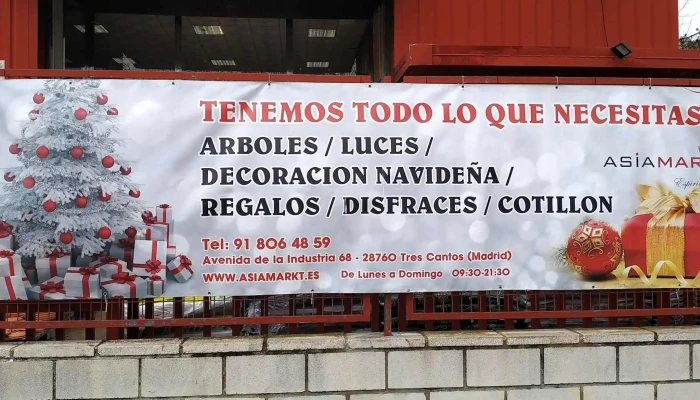 TENEMOS TODO LO QUE NECESITAS
ARBOLES / LUCES /
DECORACION NAVIDEÑA /
REGALOS / DISFRACES / COTILLON
Tel: 91 806 48 59
Avenida de la Industria 68 - 28760 Tres Cantos (Madrid)
WWW.ASIAMARKT.ES De Lunes a Domingo 09:30-21:30
ASIAMAR